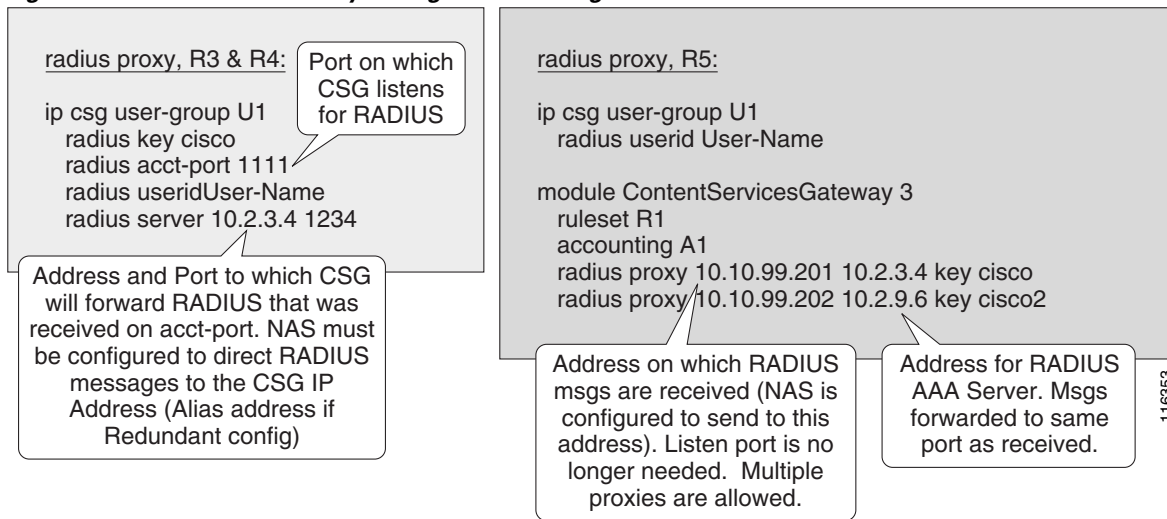 radius proxy, R3 & R4:
Port on which
CSG listens
for RADIUS
ip csg user-group U1
radius key cisco
radius acct-port 1111
radius useridUser-Name
radius server 10.2.3.4 1234
Address and Port to which CSG
will forward RADIUS that was
received on acct-port. NAS must
be configured to direct RADIUS
messages to the CSG IP
Address (Alias address if
Redundant config)
radius proxy, R5:
ip csg user-group U1
radius userid User-Name
module ContentServicesGateway 3
ruleset R1
accounting A1
radius proxy 10.10.99.201 10.2.3.4 key cisco
radius proxy 10.10.99.202 10.2.9.6 key cisco2
Address on which RADIUS
msgs are received (NAS is
configured to send to this
address). Listen port is no
longer needed. Multiple
proxies are allowed.
Address for RADIUS
AAA Server. Msgs
forwarded to same
port as received.
116353